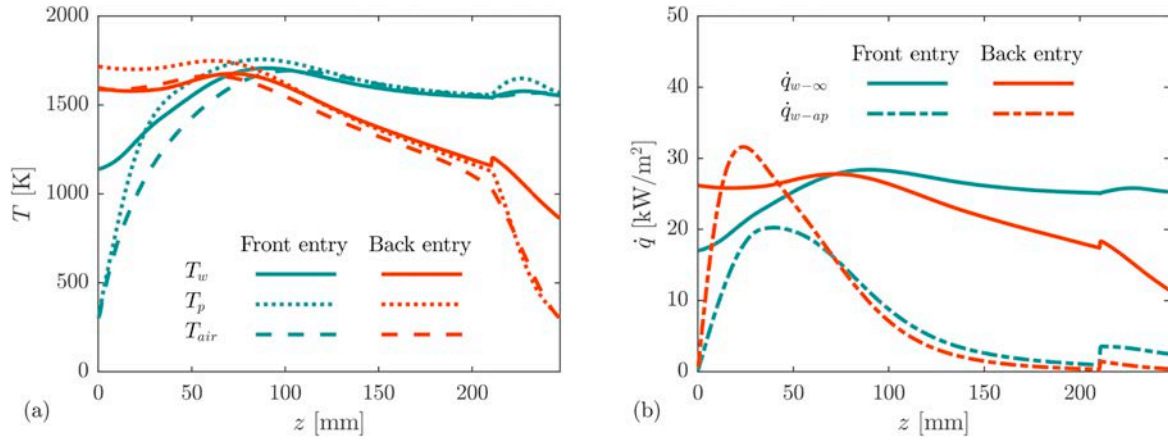 2000
1500
1000
500
0
T [K]
Front entry Back entry
T_w
T_p
T_air
0 50 100 150 200
(a) z [mm]
50
40
30
20
10
0
q̇ [kW/m²]
Front entry Back entry
q̇_w−∞
q̇_w−ap
0 50 100 150 200
(b) z [mm]